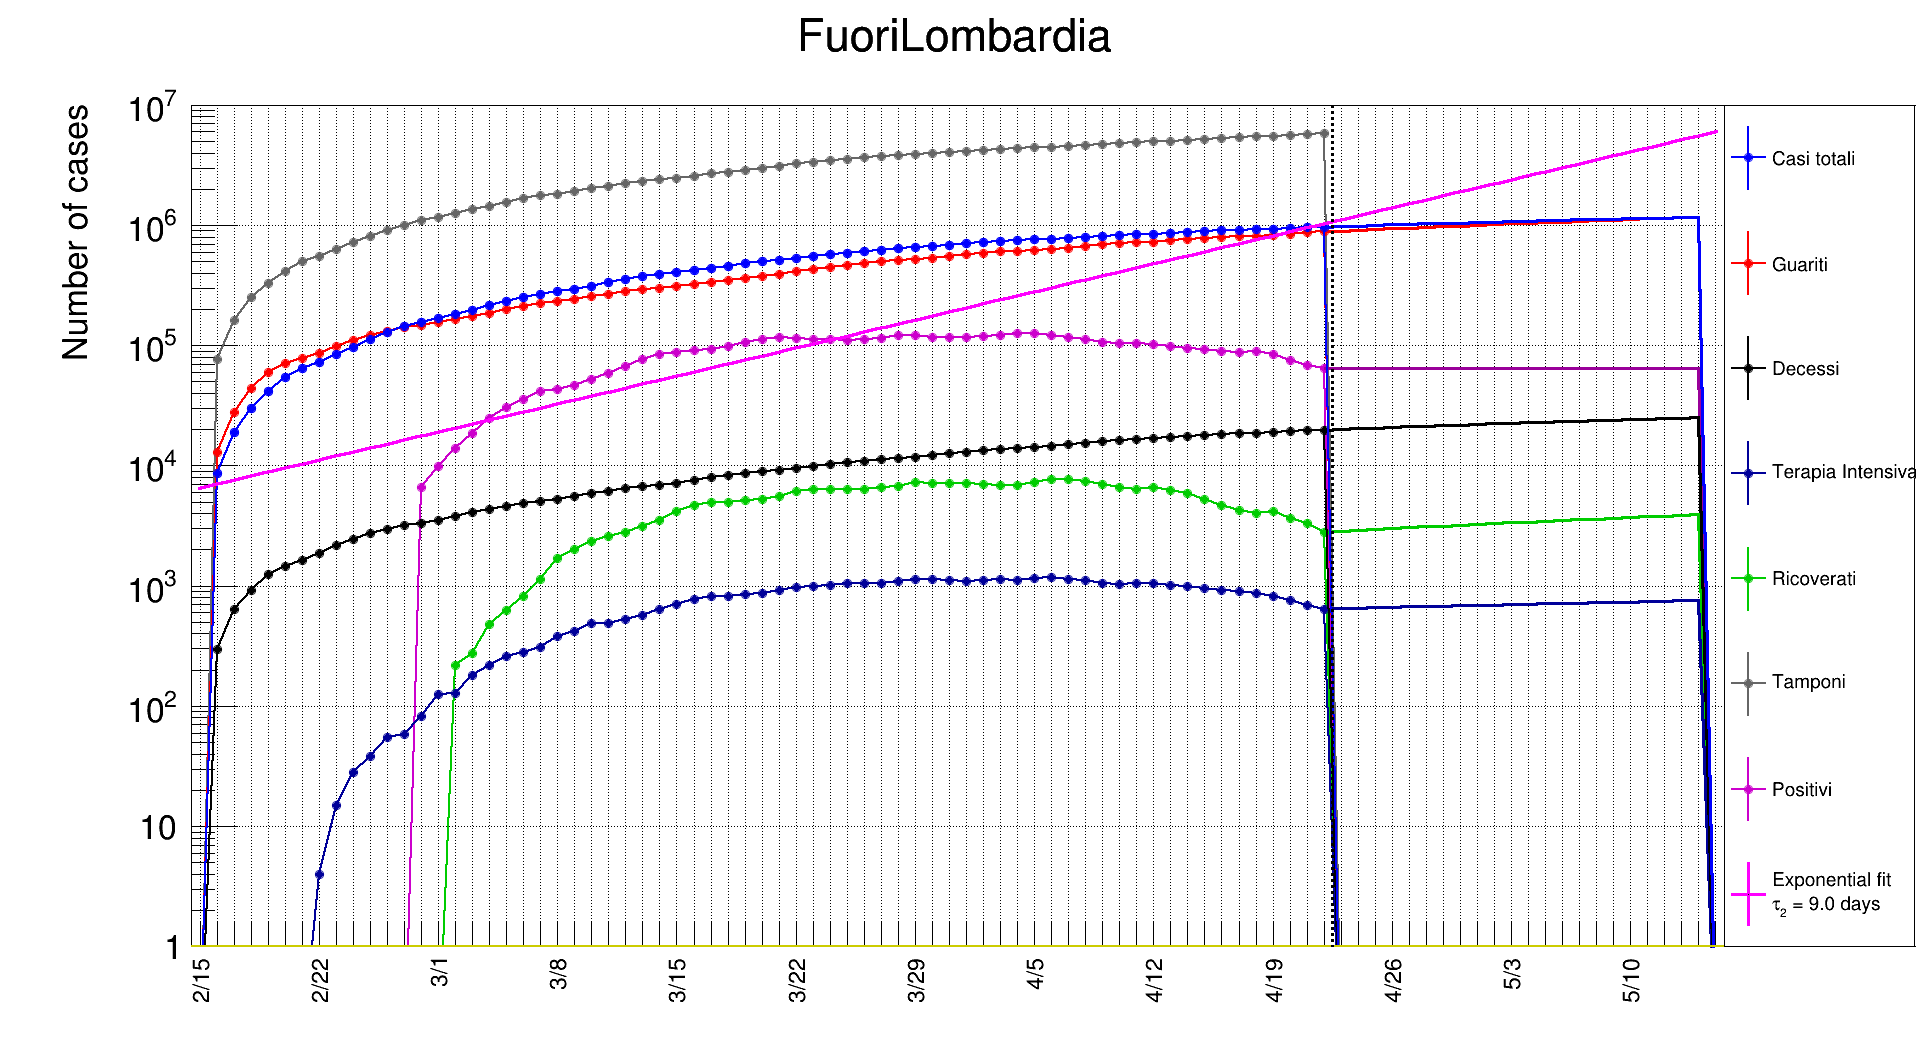 FuoriLombardia
Number of cases
10^7
10^6
10^5
10^4
10^3
10^2
10
1
2/15
2/22
3/1
3/8
3/15
3/22
3/29
4/5
4/12
4/19
4/26
5/3
5/10
Casi totali
Guariti
Decessi
Terapia Intensiva
Ricoverati
Tamponi
Positivi
Exponential fit
τ₂ = 9.0 days